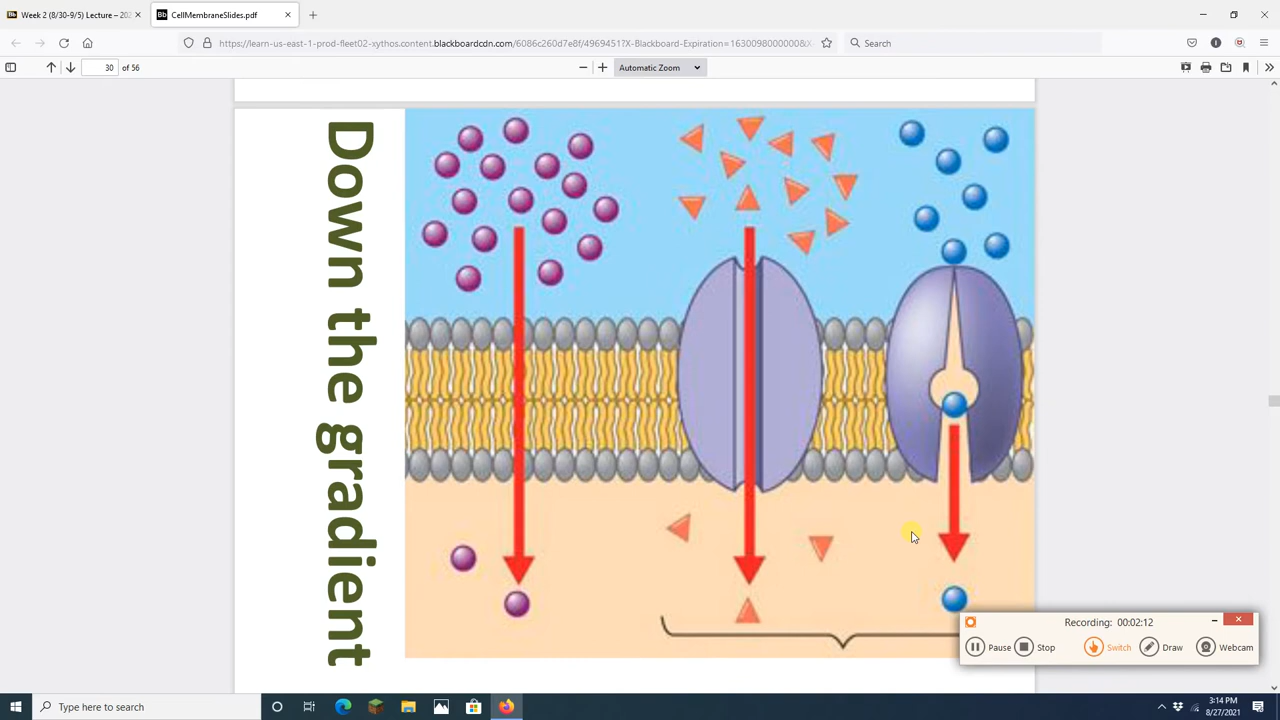 Week 2 (8/30-9/5) Lecture – 202
CellMembraneSlides.pdf
https://learn-us-east-1-prod-fleet02-xythos.content.blackboardcdn.com/6086c260d7e8f/4969451?X-Blackboard-Expiration=1630098000000&
Search
30 of 56
Automatic Zoom
Down the gradient
Recording: 00:02:12
Pause
Stop
Switch
Draw
Webcam
Type here to search
3:14 PM
8/27/2021